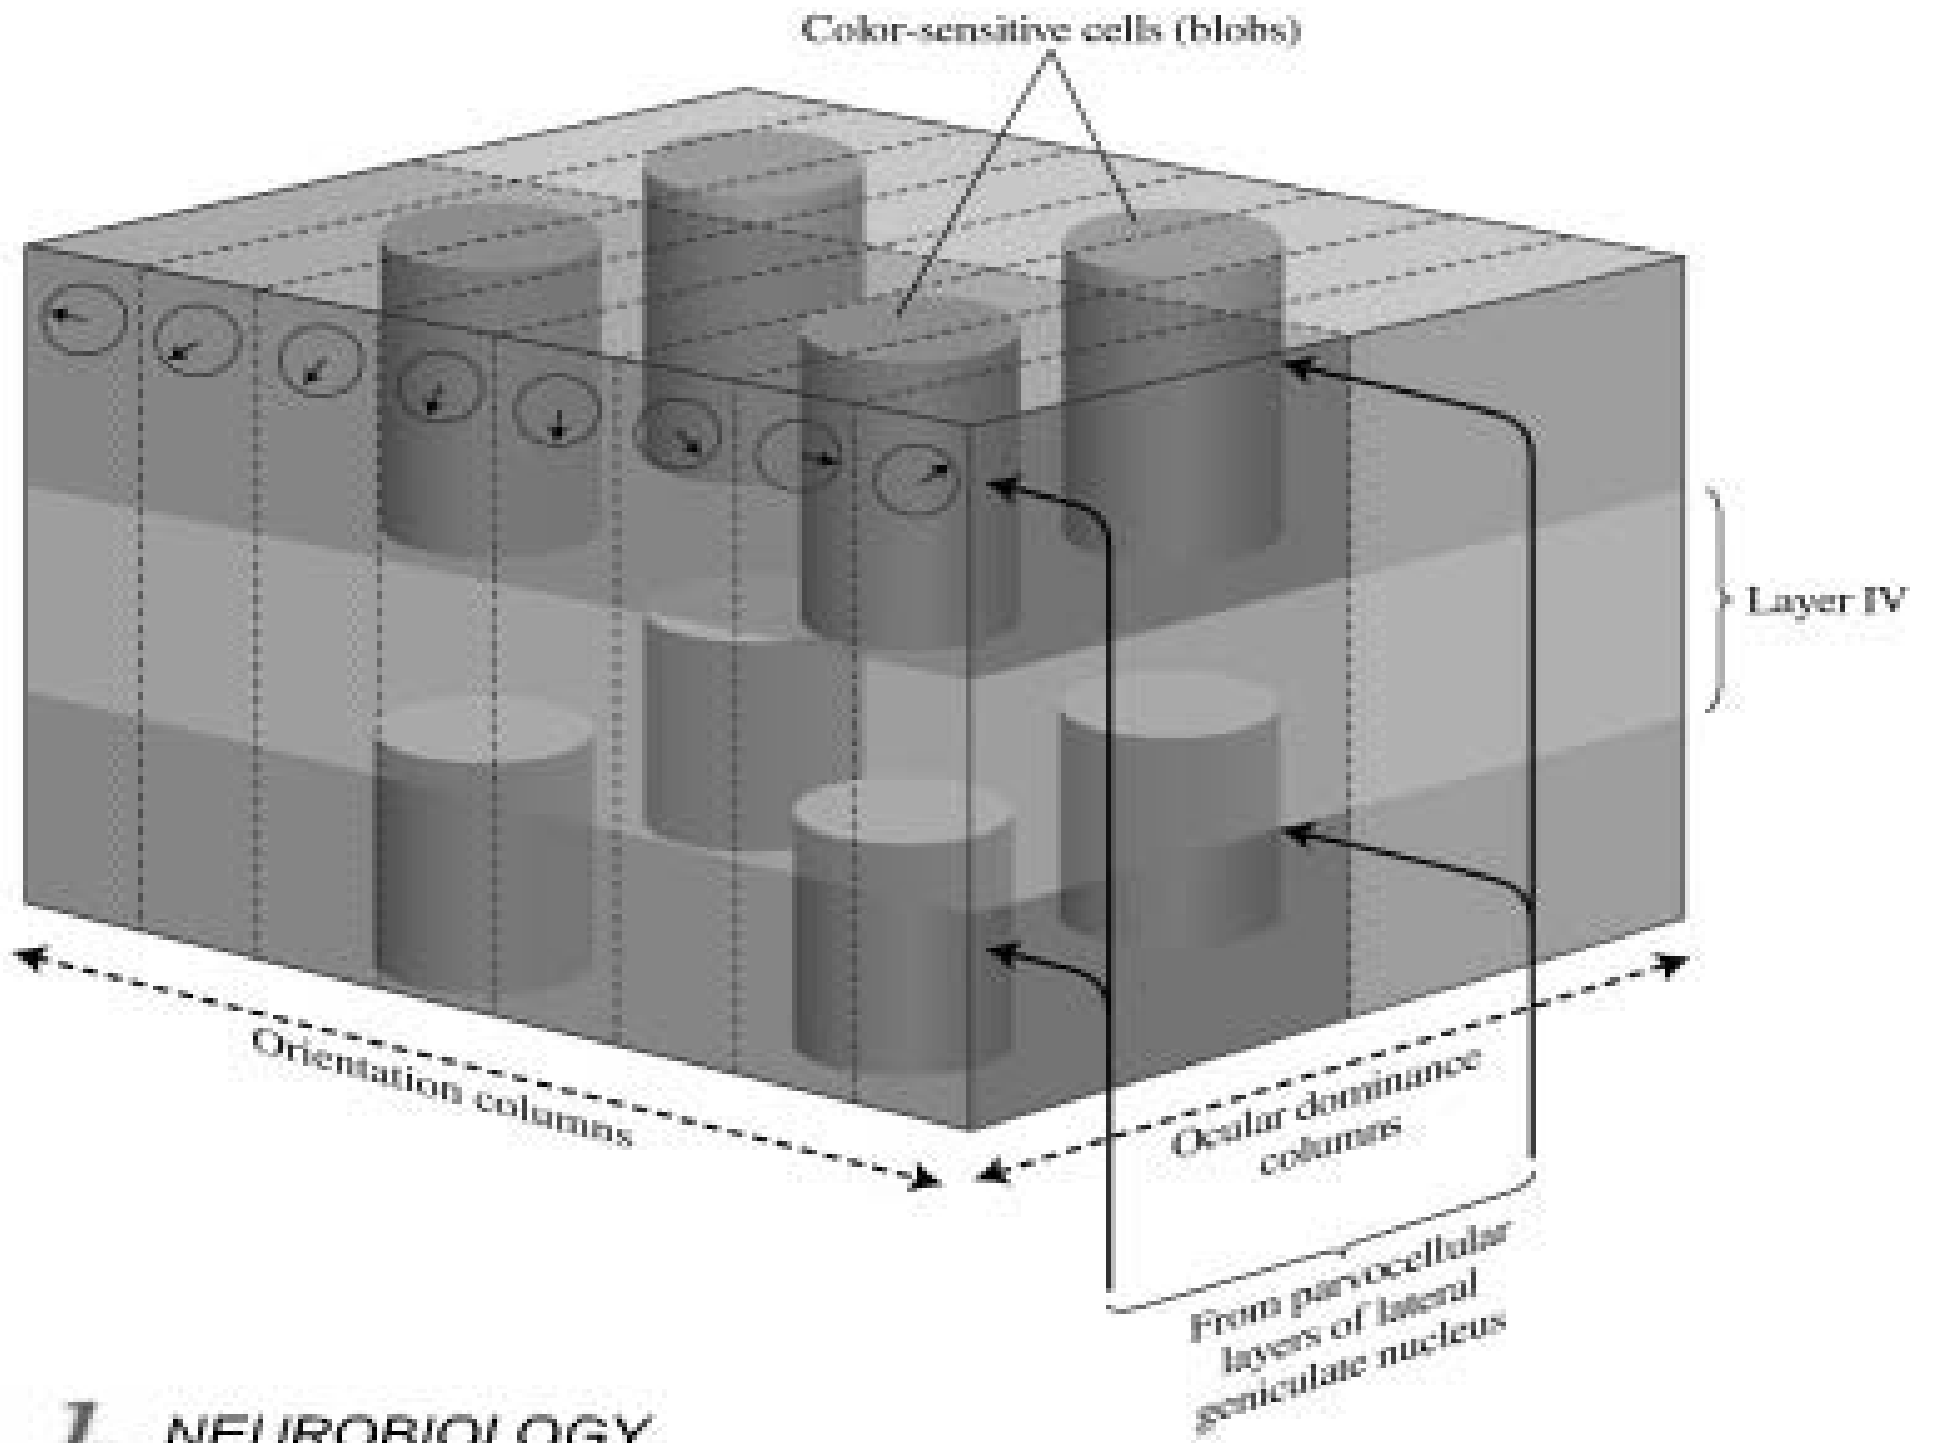 Color-sensitive cells (blobs)
Layer IV
Orientation columns
Ocular dominance
columns
From parvocellular
layers of lateral
geniculate nucleus
NEUROBIOLOGY